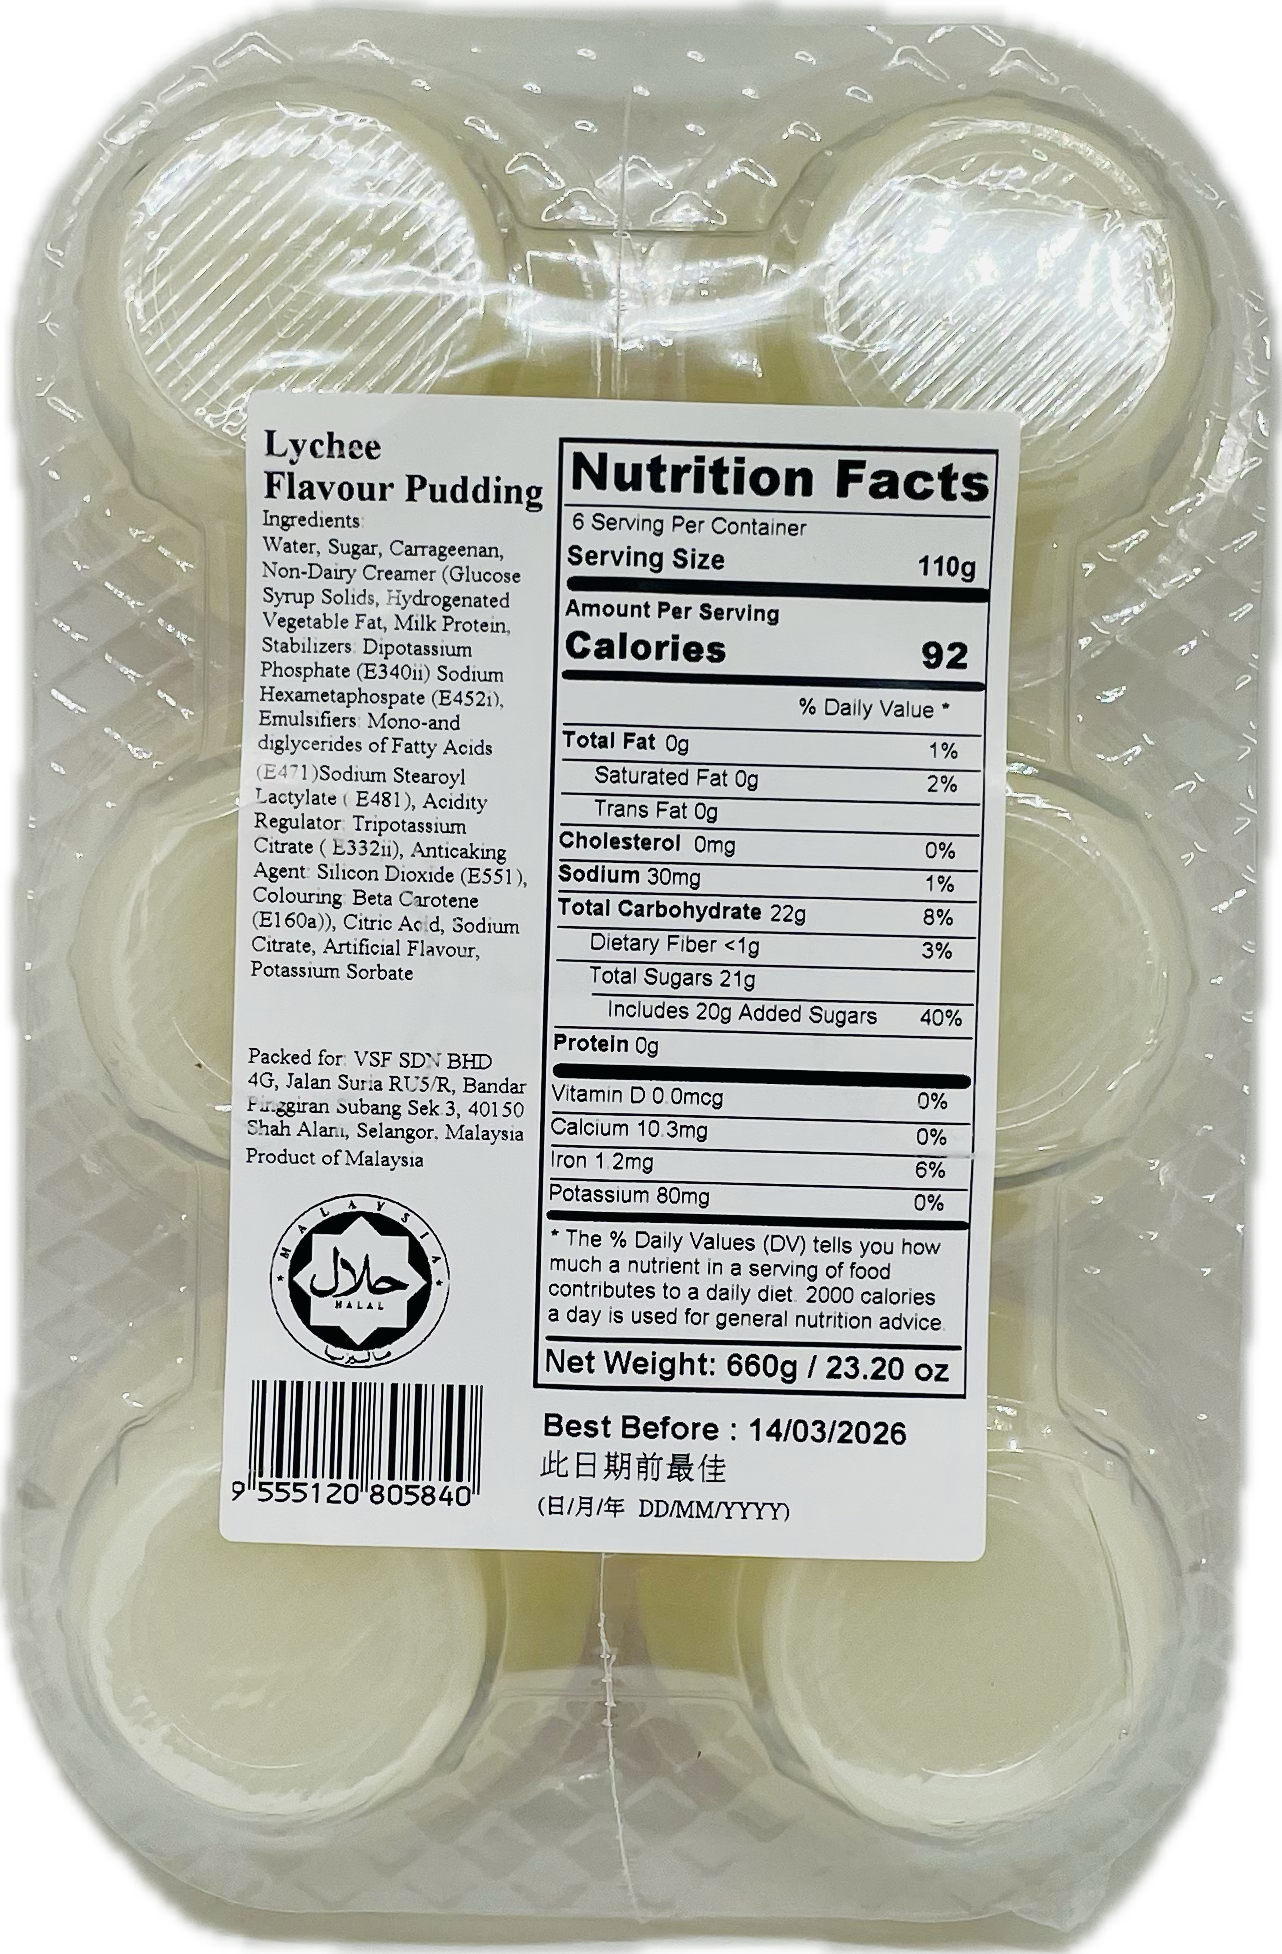 Lychee
Flavour Pudding
Ingredients:
Water, Sugar, Carrageenan,
Non-Dairy Creamer (Glucose
Syrup Solids, Hydrogenated
Vegetable Fat, Milk Protein,
Stabilizers: Dipotassium
Phosphate (E340ii) Sodium
Hexametaphospate (E452i),
Emulsifiers: Mono-and
diglycerides of Fatty Acids
(E471)Sodium Stearoyl
Lactylate ( E481), Acidity
Regulator: Tripotassium
Citrate ( E332ii), Anticaking
Agent: Silicon Dioxide (E551),
Colouring: Beta Carotene
(E160a)), Citric Acid, Sodium
Citrate, Artificial Flavour,
Potassium Sorbate
Packed for: VSF SDN BHD
4G, Jalan Suria RU5/R, Bandar
Pinggiran Subang Sek.3, 40150
Shah Alam, Selangor, Malaysia
Product of Malaysia
MALAYSIA
حلال
HALAL
ماليزيا
9 555120 805840
Nutrition Facts
6 Serving Per Container
Serving Size 110g
Amount Per Serving
Calories 92
% Daily Value *
Total Fat 0g 1%
Saturated Fat 0g 2%
Trans Fat 0g
Cholesterol 0mg 0%
Sodium 30mg 1%
Total Carbohydrate 22g 8%
Dietary Fiber <1g 3%
Total Sugars 21g
Includes 20g Added Sugars 40%
Protein 0g
Vitamin D 0.0mcg 0%
Calcium 10.3mg 0%
Iron 1.2mg 6%
Potassium 80mg 0%
* The % Daily Values (DV) tells you how
much a nutrient in a serving of food
contributes to a daily diet. 2000 calories
a day is used for general nutrition advice.
Net Weight: 660g / 23.20 oz
Best Before : 14/03/2026
此日期前最佳
(日/月/年 DD/MM/YYYY)